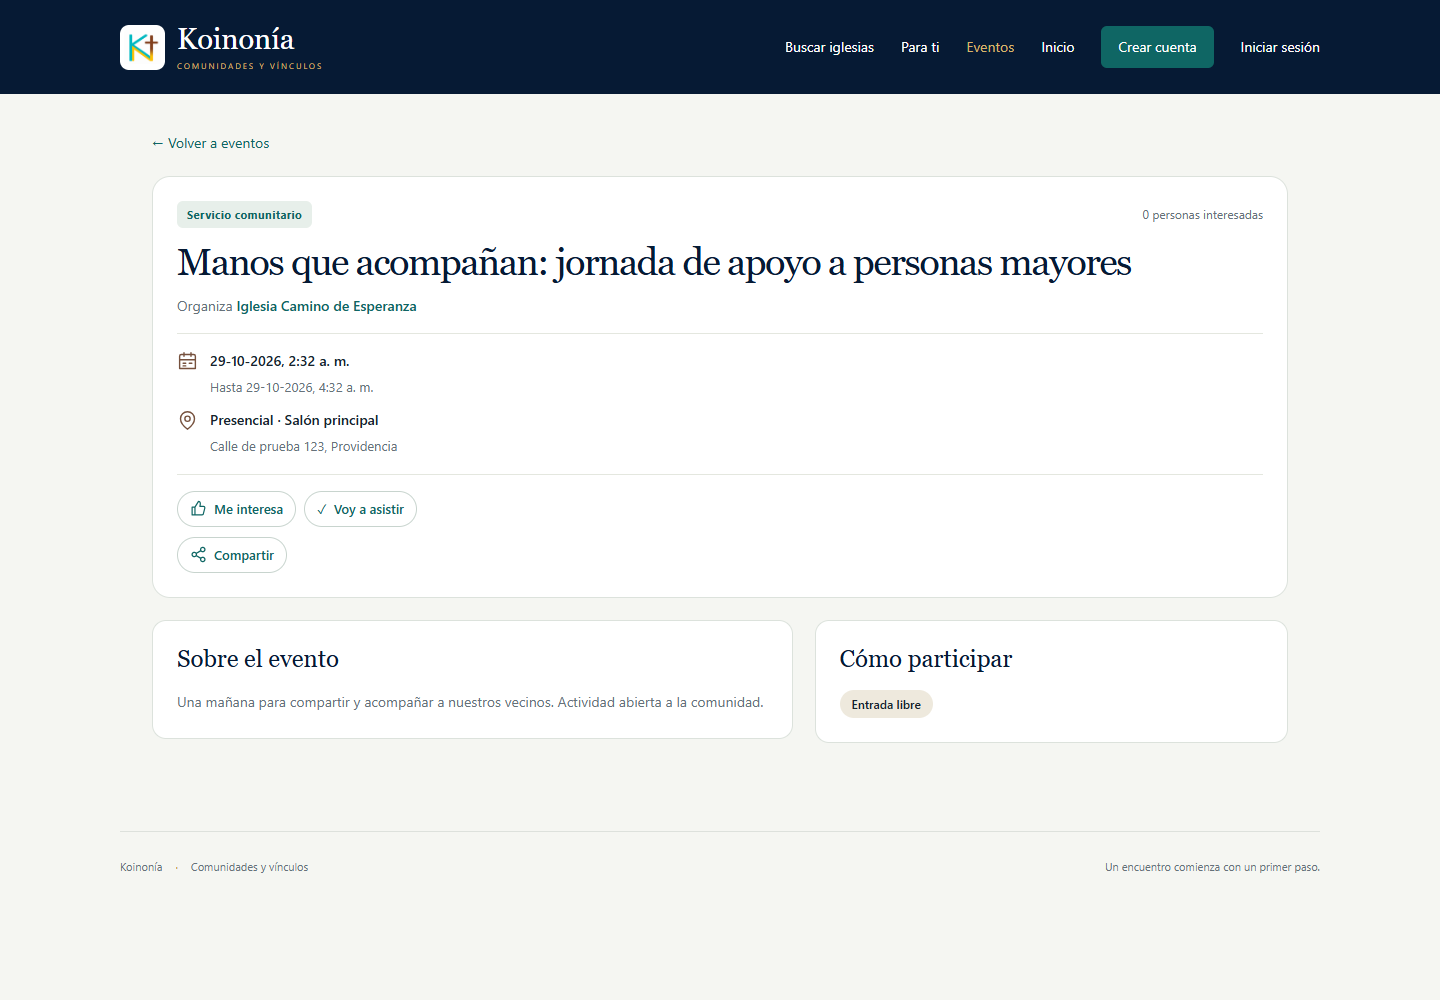 Koinonía
COMUNIDADES Y VÍNCULOS
Buscar iglesias
Para ti
Eventos
Inicio
Crear cuenta
Iniciar sesión
← Volver a eventos
Servicio comunitario
0 personas interesadas
Manos que acompañan: jornada de apoyo a personas mayores
Organiza Iglesia Camino de Esperanza
29-10-2026, 2:32 a. m.
Hasta 29-10-2026, 4:32 a. m.
Presencial · Salón principal
Calle de prueba 123, Providencia
Me interesa
✓ Voy a asistir
Compartir
Sobre el evento
Una mañana para compartir y acompañar a nuestros vecinos. Actividad abierta a la comunidad.
Cómo participar
Entrada libre
Koinonía · Comunidades y vínculos
Un encuentro comienza con un primer paso.